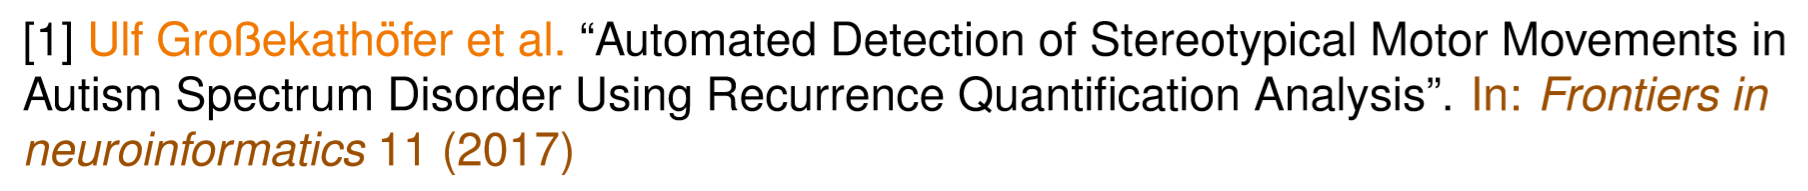 [1] Ulf Großekathöfer et al. “Automated Detection of Stereotypical Motor Movements in
Autism Spectrum Disorder Using Recurrence Quantification Analysis”. In: Frontiers in
neuroinformatics 11 (2017)